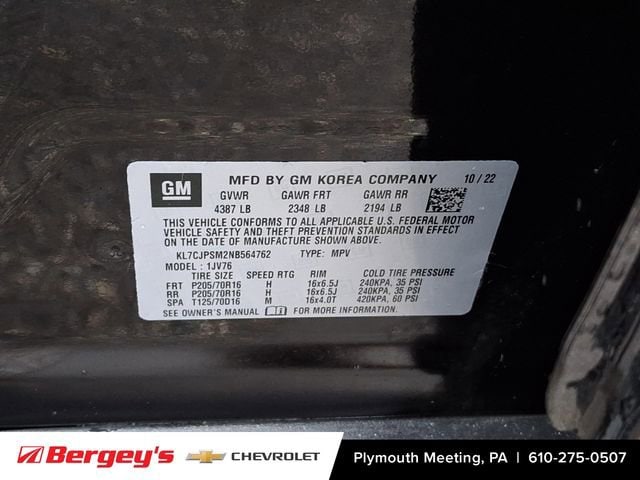 GM
MFD BY GM KOREA COMPANY 10/22
GVWR GAWR FRT GAWR RR
4387 LB 2348 LB 2194 LB
THIS VEHICLE CONFORMS TO ALL APPLICABLE U.S. FEDERAL MOTOR
VEHICLE SAFETY AND THEFT PREVENTION STANDARDS IN EFFECT
ON THE DATE OF MANUFACTURE SHOWN ABOVE.
KL7CJPSM2NB564762 TYPE: MPV
MODEL: 1JV76
TIRE SIZE SPEED RTG RIM COLD TIRE PRESSURE
FRT P205/70R16 H 16x6.5J 240KPA, 35 PSI
RR P205/70R16 H 16x6.5J 240KPA, 35 PSI
SPA T125/70D16 M 16x4.0T 420KPA, 60 PSI
SEE OWNER'S MANUAL FOR MORE INFORMATION.
Bergey's CHEVROLET Plymouth Meeting, PA | 610-275-0507